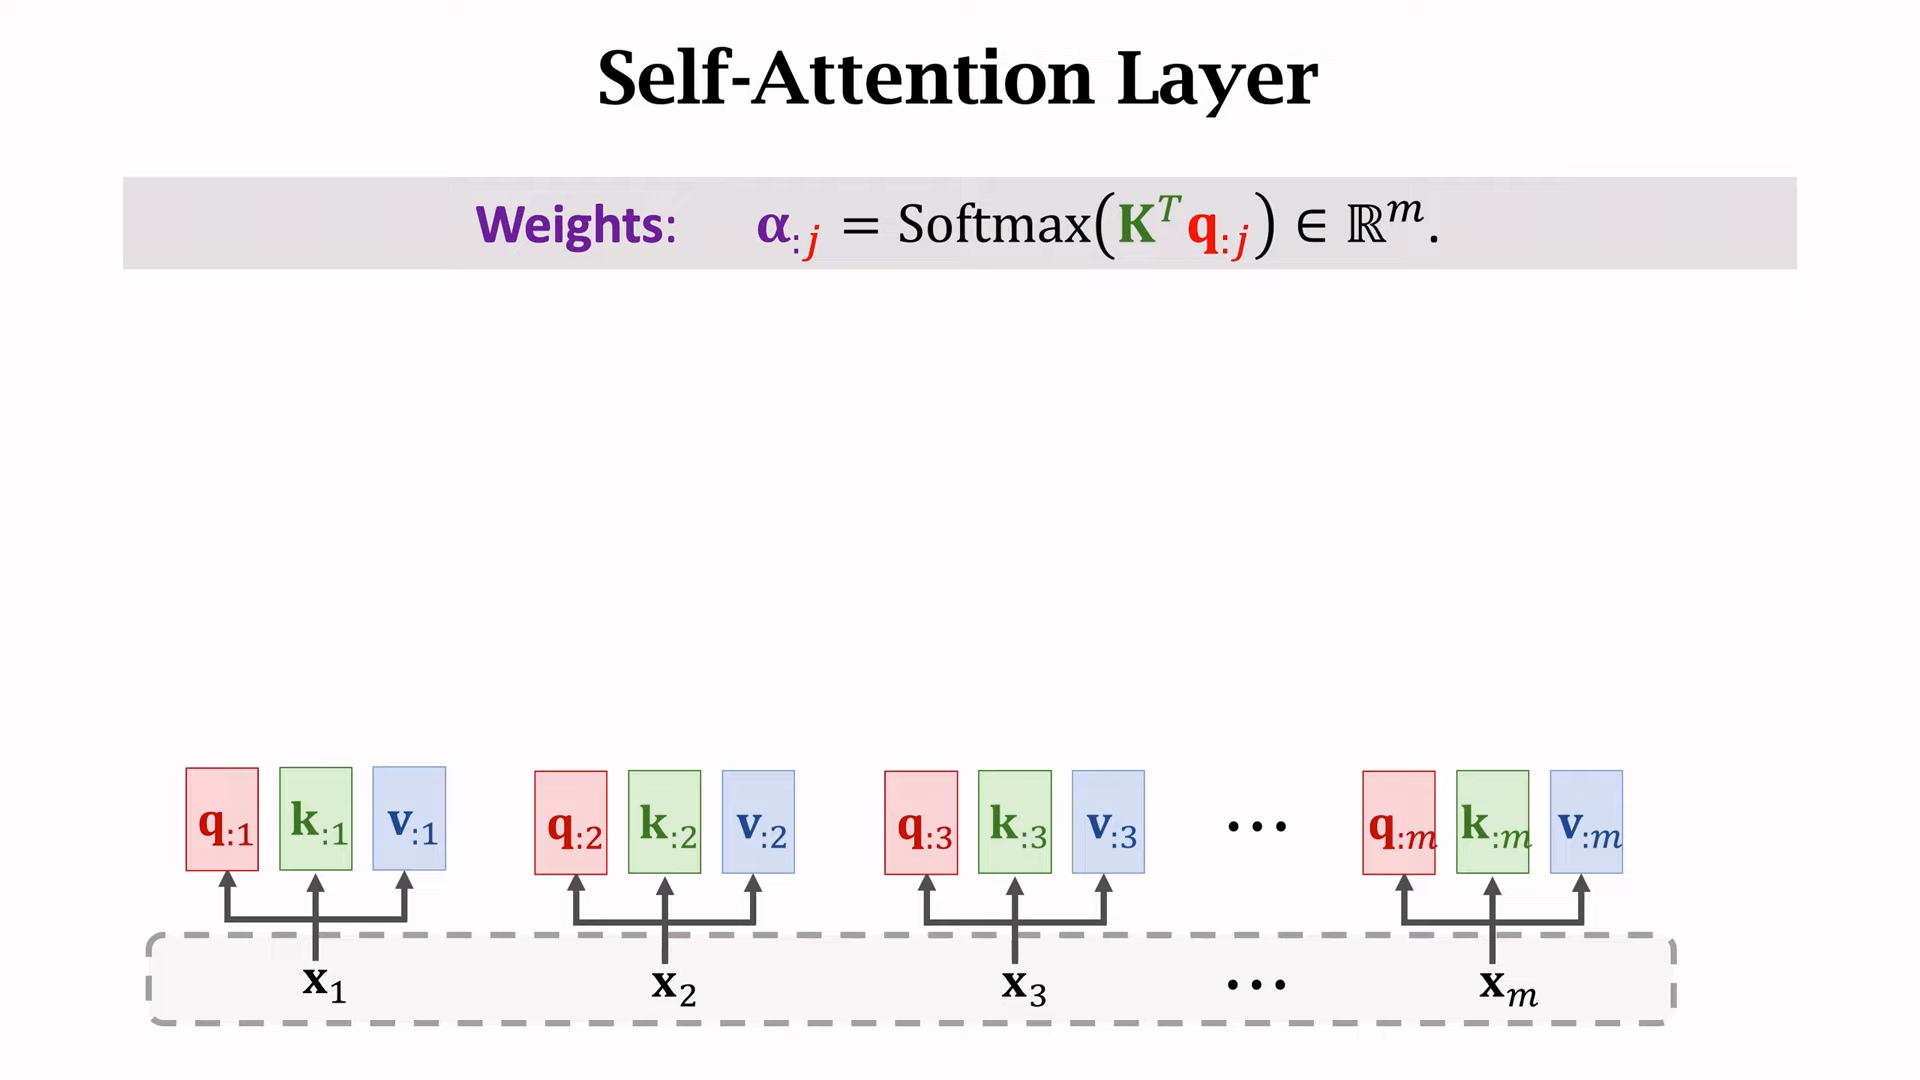 Self-Attention Layer
Weights: α:j = Softmax(K^T q:j) ∈ ℝ^m.
q:1 k:1 v:1 q:2 k:2 v:2 q:3 k:3 v:3 ··· q:m k:m v:m
x1 x2 x3 ··· xm